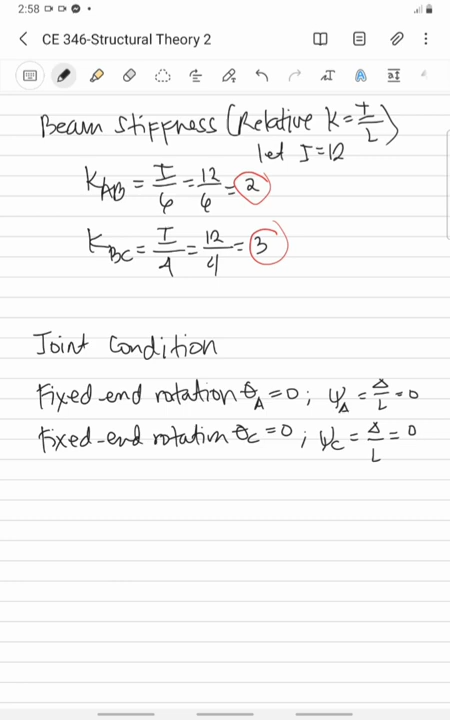 2:58
CE 346-Structural Theory 2
Beam Stiffness (Relative K = I/L)
let I = 12
K_AB = I/6 = 12/6 = 2
K_BC = I/4 = 12/4 = 3
Joint Condition
Fixed-end rotation θ_A = 0 ; ψ_A = Δ/L = 0
Fixed-end rotation θ_C = 0 ; ψ_C = Δ/L = 0